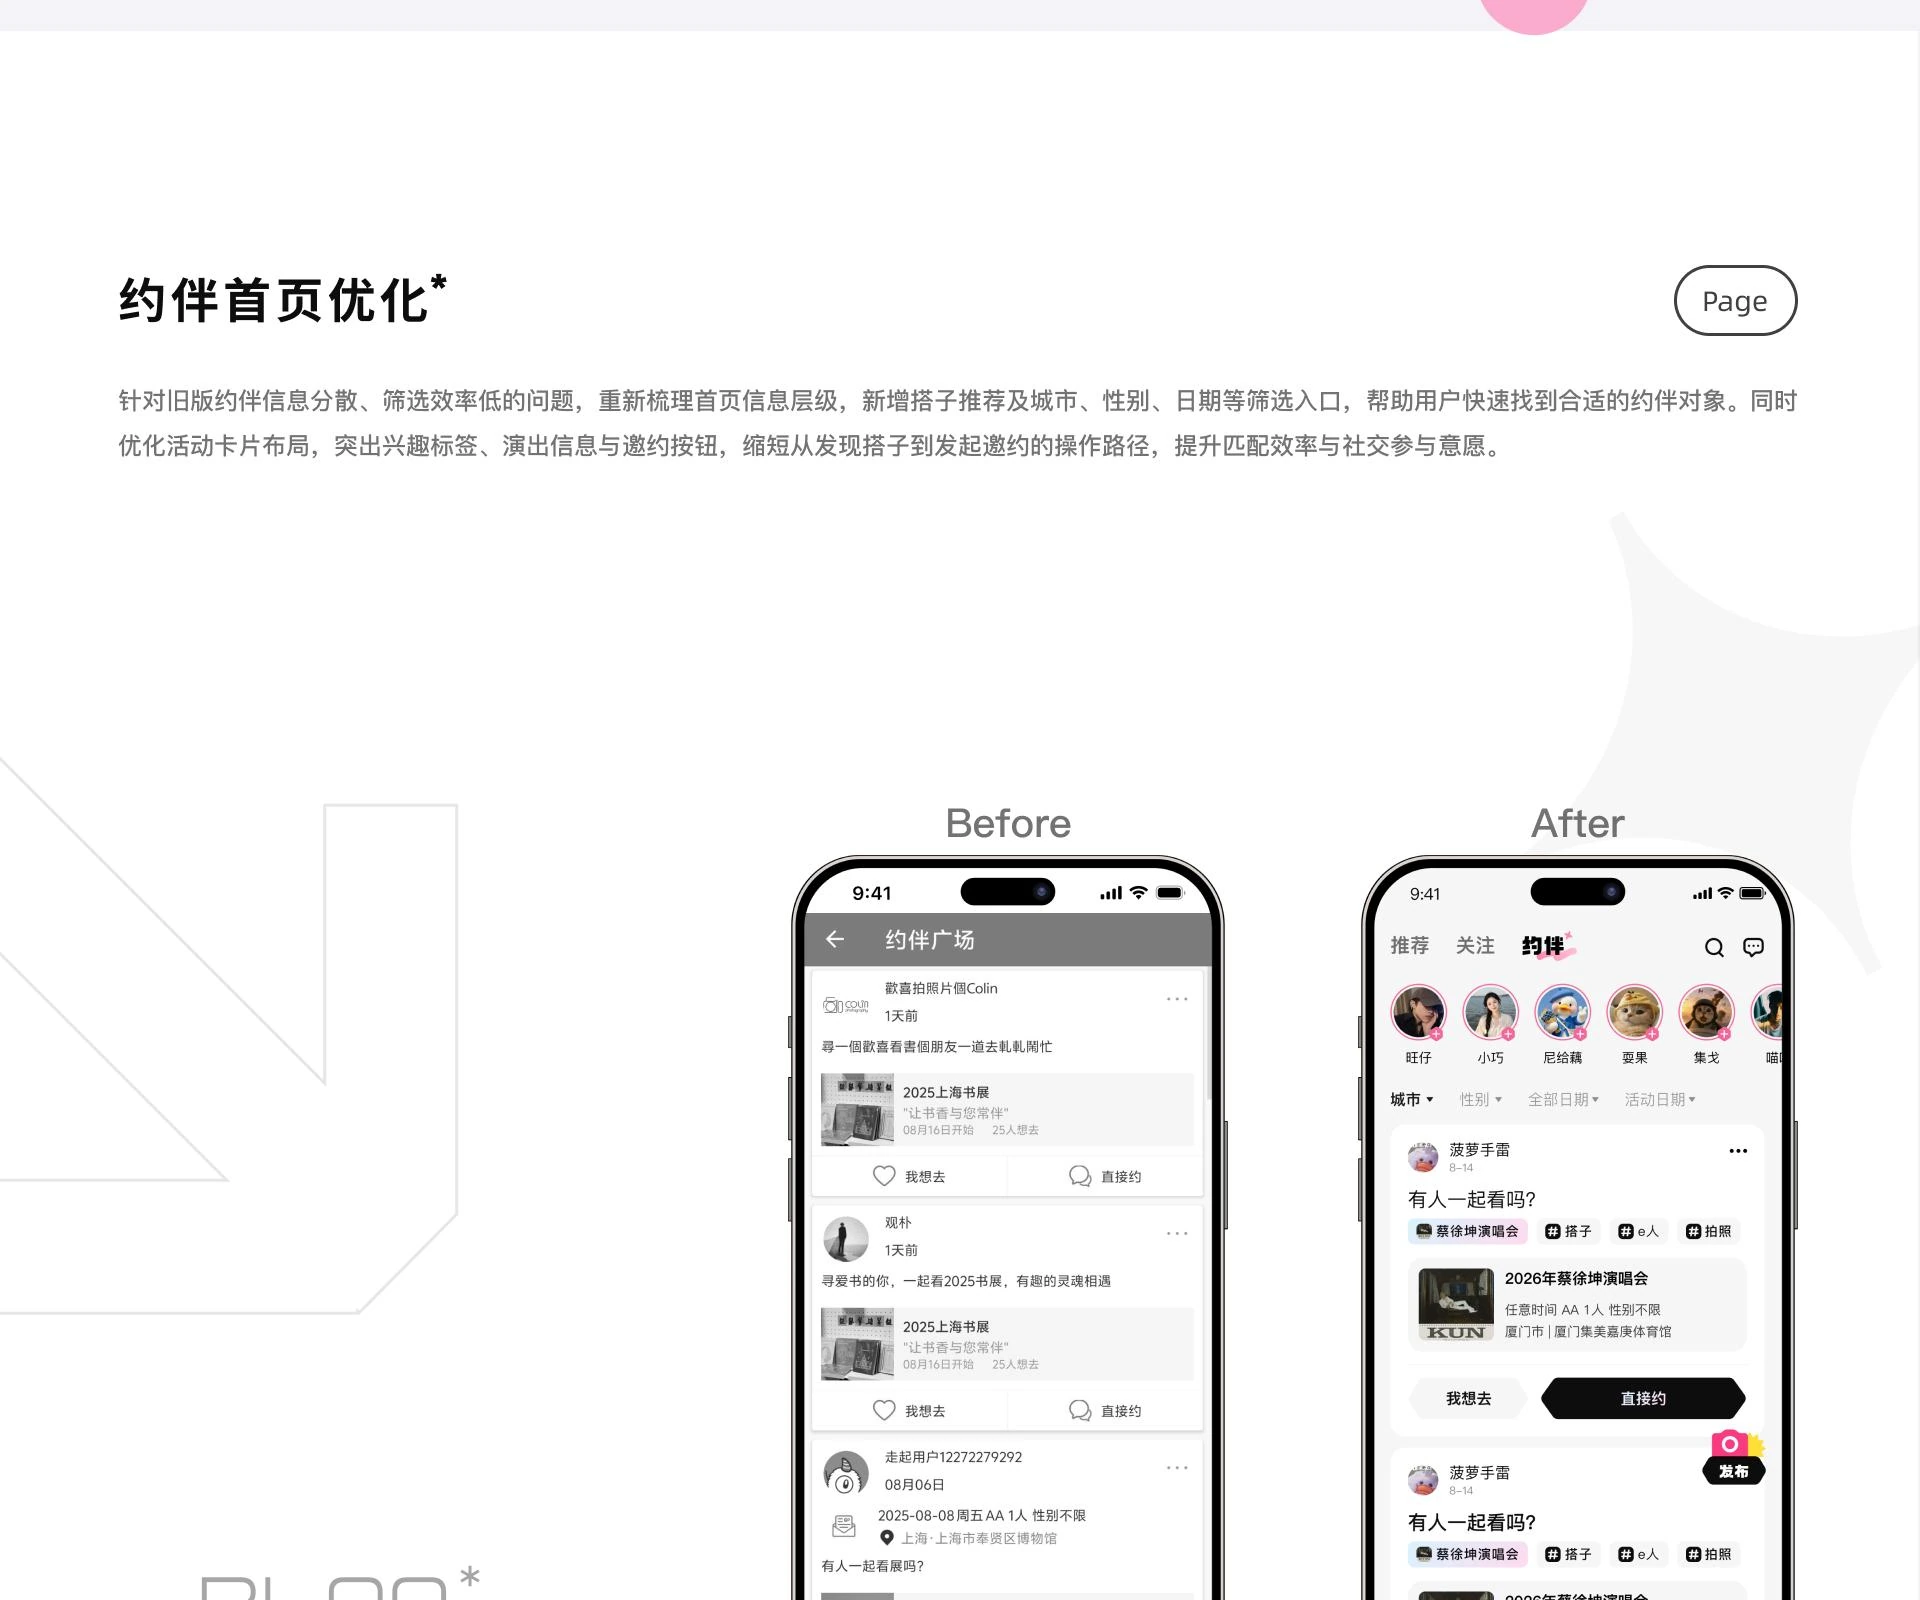 约伴首页优化*
Page
针对旧版约伴信息分散、筛选效率低的问题，重新梳理首页信息层级，新增搭子推荐及城市、性别、日期等筛选入口，帮助用户快速找到合适的约伴对象。同时
优化活动卡片布局，突出兴趣标签、演出信息与邀约按钮，缩短从发现搭子到发起邀约的操作路径，提升匹配效率与社交参与意愿。
Before
9:41
约伴广场
歡喜拍照片個Colin
1天前
尋一個歡喜看書個朋友一道去軋軋鬧忙
2025上海书展
"让书香与您常伴"
08月16日开始 25人想去
我想去 直接约
观朴
1天前
寻爱书的你，一起看2025书展，有趣的灵魂相遇
2025上海书展
"让书香与您常伴"
08月16日开始 25人想去
我想去 直接约
走起用户12272279292
08月06日
2025-08-08周五 AA 1人 性别不限
上海·上海市奉贤区博物馆
有人一起看展吗？
After
9:41
推荐 关注 约伴
旺仔 小巧 尼给藕 耍果 集戈
城市 性别 全部日期 活动日期
菠萝手雷
8-14
有人一起看吗？
蔡徐坤演唱会 #搭子 #e人 #拍照
2026年蔡徐坤演唱会
任意时间 AA 1人 性别不限
厦门市 | 厦门集美嘉庚体育馆
KUN
我想去 直接约
发布
菠萝手雷
8-14
有人一起看吗？
蔡徐坤演唱会 #搭子 #e人 #拍照
2026年蔡徐坤演唱会